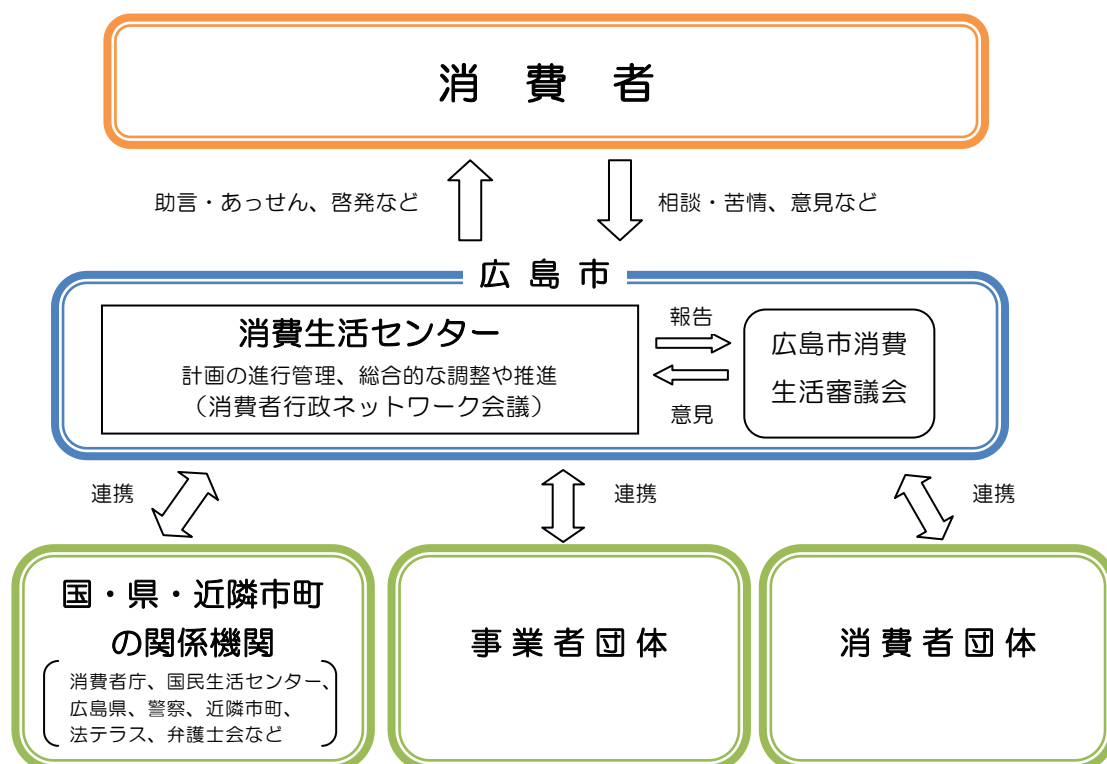 消費者
助言・あっせん、啓発など
相談・苦情、意見など
広島市
消費生活センター
計画の進行管理、総合的な調整や推進
（消費者行政ネットワーク会議）
報告
意見
広島市消費
生活審議会
連携
連携
連携
国・県・近隣市町
の関係機関
消費者庁、国民生活センター、
広島県、警察、近隣市町、
法テラス、弁護士会など
事業者団体
消費者団体